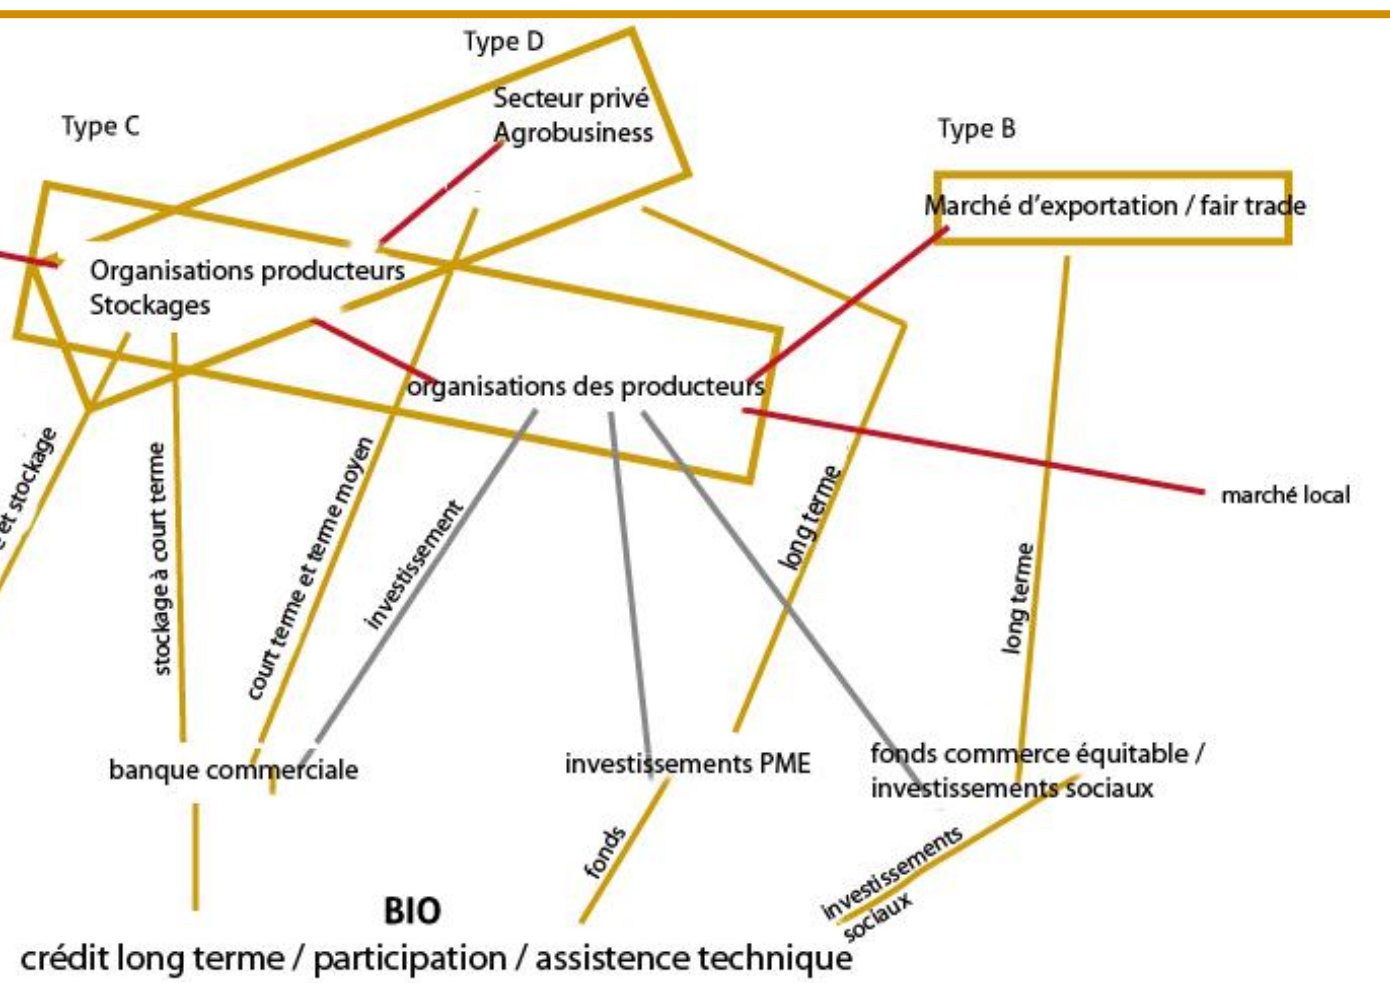 Type D
Secteur privé
Agrobusiness
Type C
Type B
Marché d'exportation / fair trade
Organisations producteurs
Stockages
organisations des producteurs
marché local
et stockage
stockage à court terme
court terme et terme moyen
investissement
long terme
long terme
banque commerciale
investissements PME
fonds commerce équitable /
investissements sociaux
fonds
investissements
sociaux
BIO
crédit long terme / participation / assistence technique